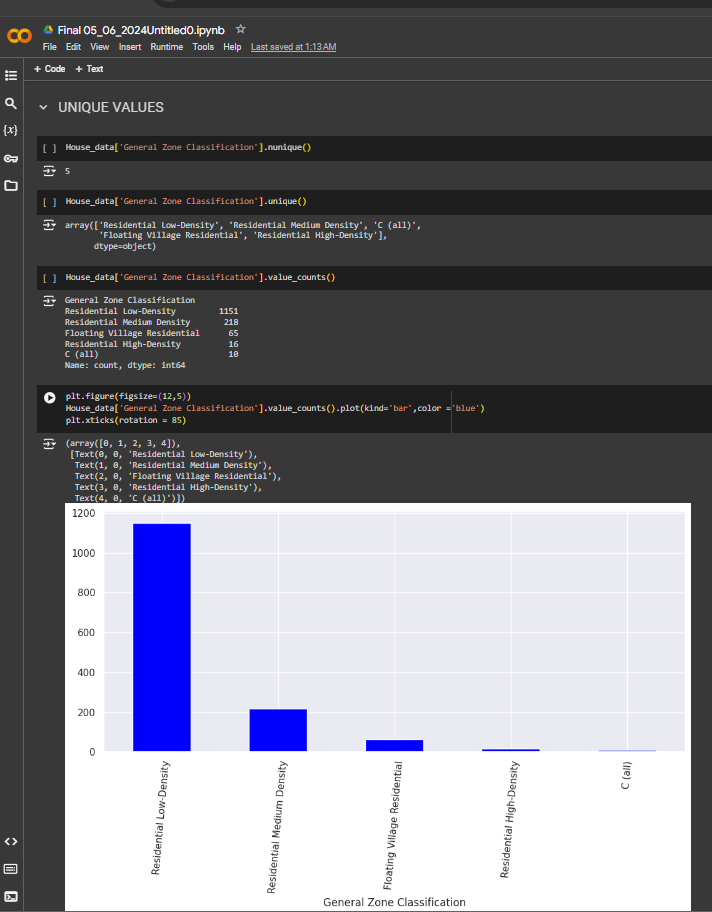 Final 05_06_2024Untitled0.ipynb
File Edit View Insert Runtime Tools Help Last saved at 1:13 AM
+ Code + Text
{x}
UNIQUE VALUES
[ ] House_data['General Zone Classification'].nunique()
5
[ ] House_data['General Zone Classification'].unique()
array(['Residential Low-Density', 'Residential Medium Density', 'C (all)',
'Floating Village Residential', 'Residential High-Density'],
dtype=object)
[ ] House_data['General Zone Classification'].value_counts()
General Zone Classification
Residential Low-Density 1151
Residential Medium Density 218
Floating Village Residential 65
Residential High-Density 16
C (all) 10
Name: count, dtype: int64
plt.figure(figsize=(12,5))
House_data['General Zone Classification'].value_counts().plot(kind='bar',color ='blue')
plt.xticks(rotation = 85)
(array([0, 1, 2, 3, 4]),
[Text(0, 0, 'Residential Low-Density'),
Text(1, 0, 'Residential Medium Density'),
Text(2, 0, 'Floating Village Residential'),
Text(3, 0, 'Residential High-Density'),
Text(4, 0, 'C (all)')])
1200
1000
800
600
400
200
0
Residential Low-Density
Residential Medium Density
Floating Village Residential
Residential High-Density
C (all)
General Zone Classification